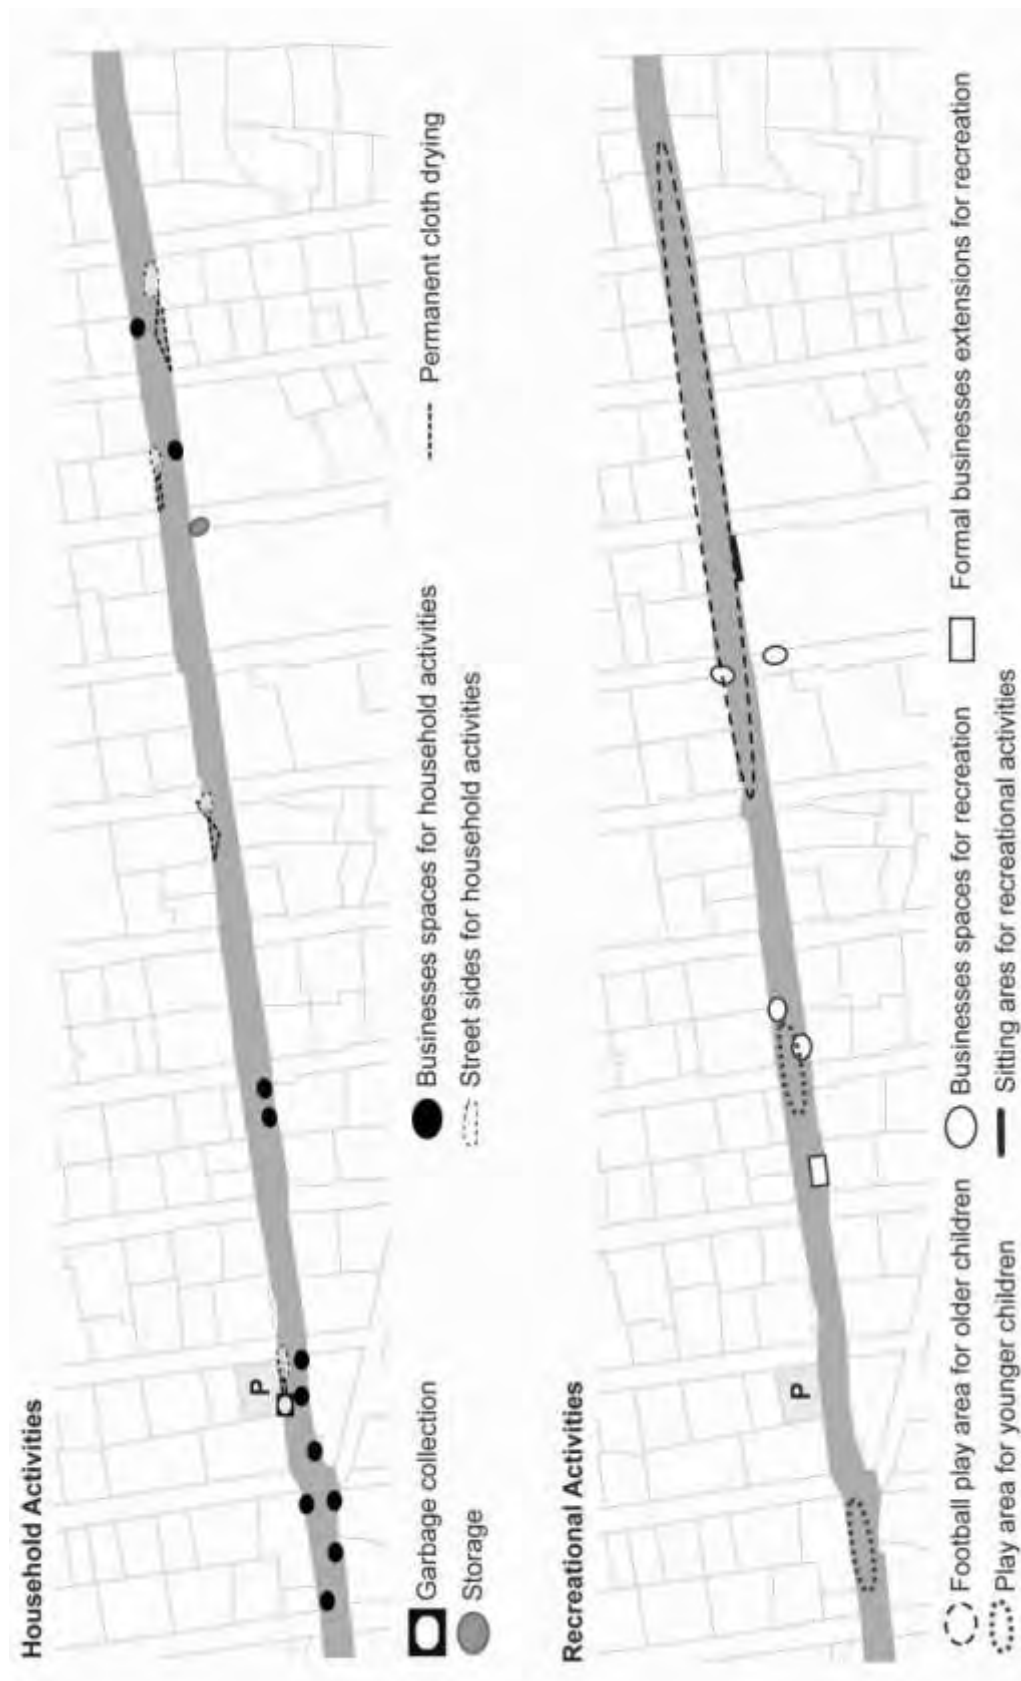 Household Activities
P
Garbage collection
Businesses spaces for household activities
Permanent cloth drying
Storage
Street sides for household activities
Recreational Activities
P
Football play area for older children
Businesses spaces for recreation
Formal businesses extensions for recreation
Play area for younger children
Sitting ares for recreational activities